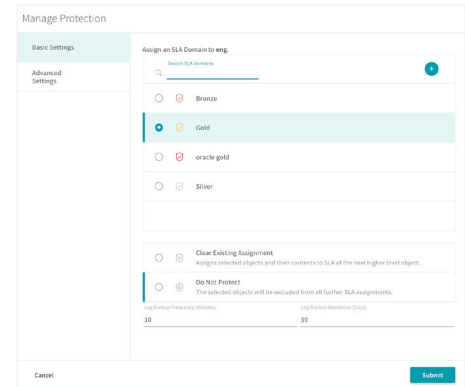 Manage Protection
Basic Settings
Advanced
Settings
Assign an SLA Domain to eng.
Search SLA domains
Bronze
Gold
oracle gold
Silver
Clear Existing Assignment
Assigns selected objects and their contents to SLA of the next higher level object.
Do Not Protect
The selected objects will be excluded from all further SLA assignments.
Log Backup Frequency (Minutes)
Log Backup Retention (Days)
10
30
Cancel
Submit